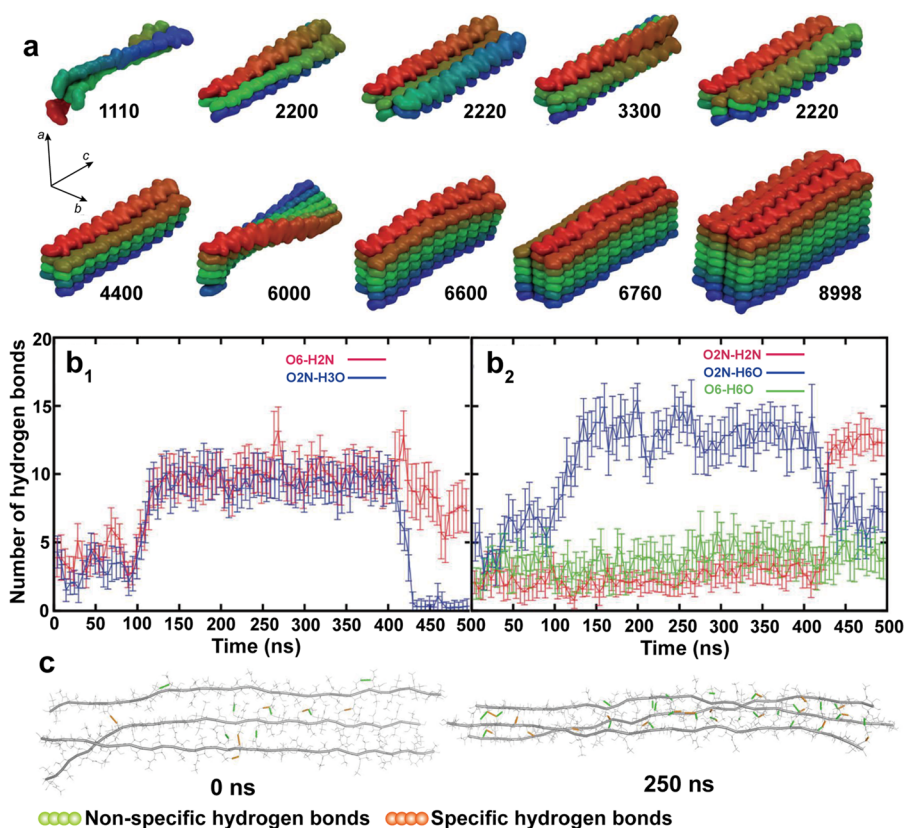 a
1110
2200
2220
3300
2220
a
c
b
4400
6000
6600
6760
8998
b1
O6-H2N
O2N-H3O
Number of hydrogen bonds
20
15
10
5
0
0 50 100 150 200 250 300 350 400 450 500
Time (ns)
b2
O2N-H2N
O2N-H6O
O6-H6O
50 100 150 200 250 300 350 400 450 500
Time (ns)
c
0 ns
250 ns
Non-specific hydrogen bonds
Specific hydrogen bonds